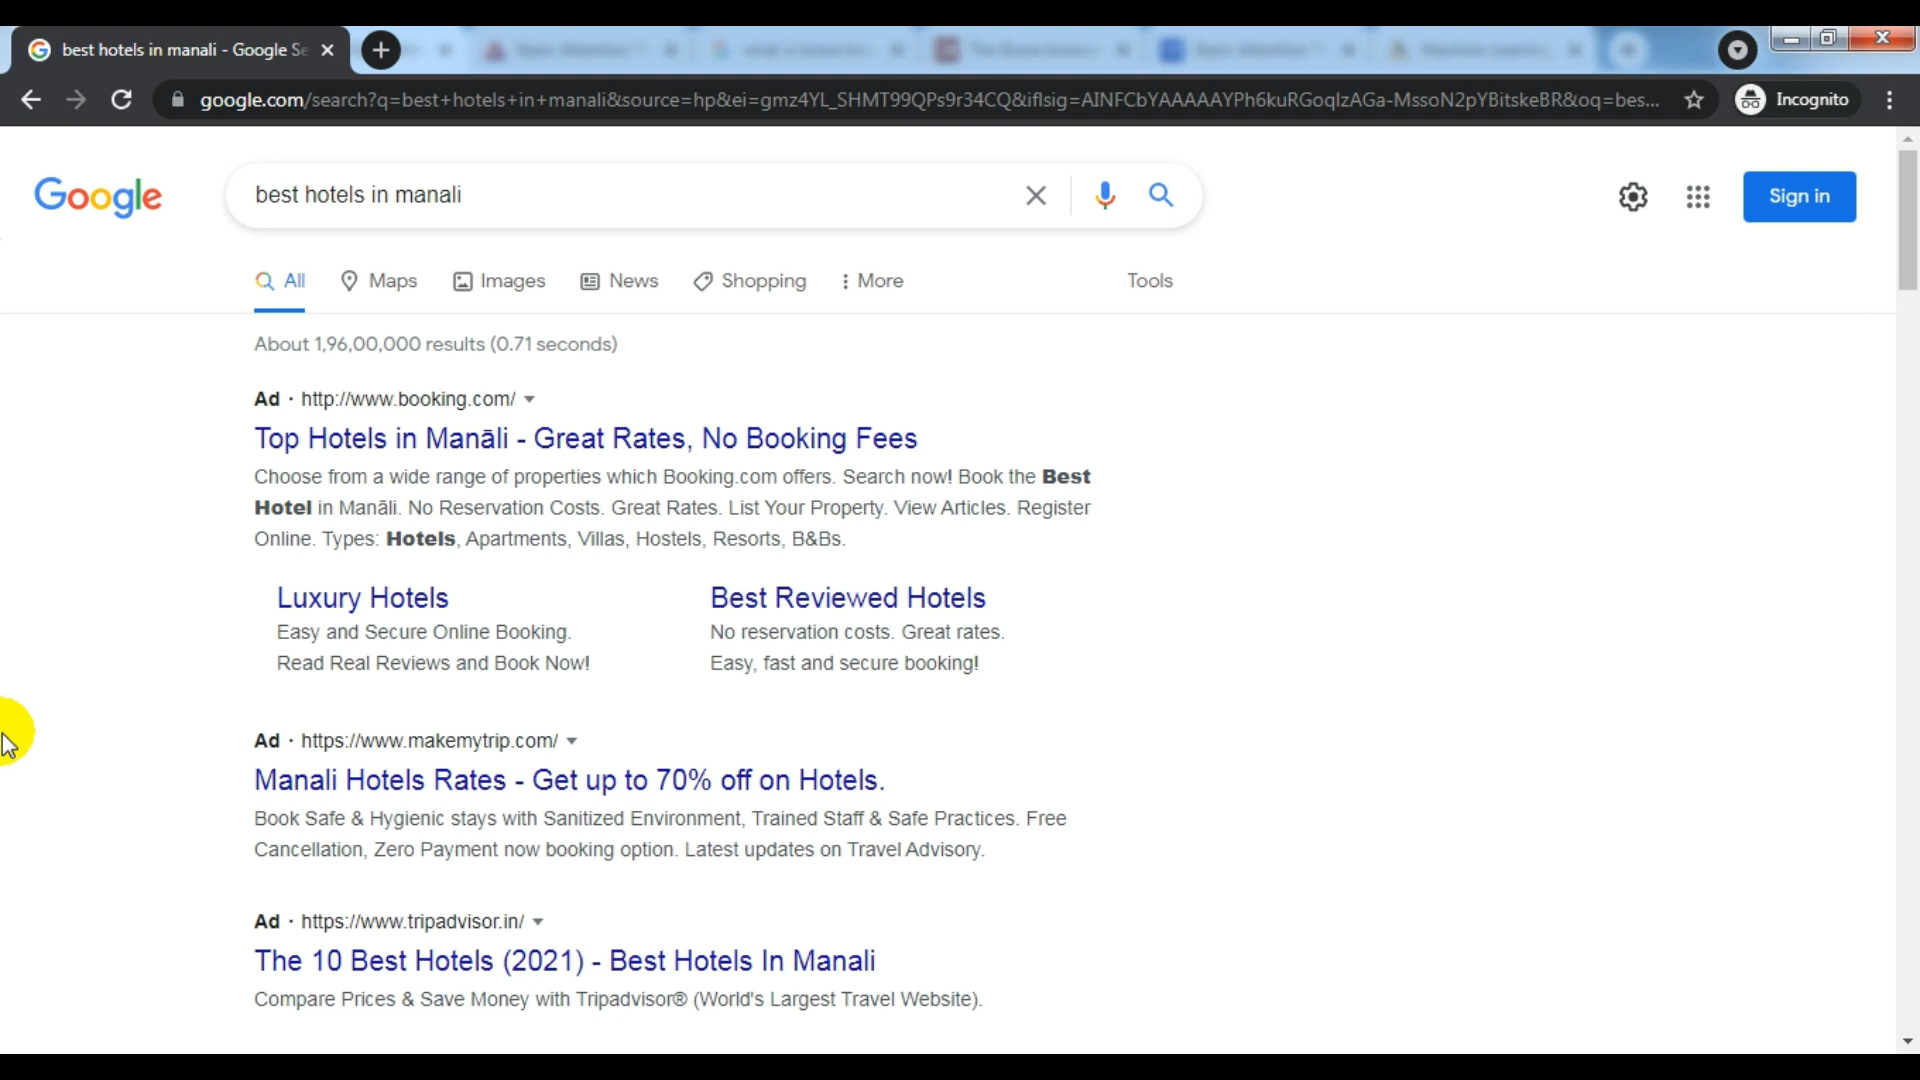 best hotels in manali - Google Se
google.com/search?q=best+hotels+in+manali&source=hp&ei=gmz4YL_SHMT99QPs9r34CQ&iflsig=AINFCbYAAAAAYPh6kuRGoqlzAGa-MssoN2pYBitskeBR&oq=bes...
Incognito
Google
best hotels in manali
Sign in
All Maps Images News Shopping More Tools
About 1,96,00,000 results (0.71 seconds)
Ad · http://www.booking.com/
Top Hotels in Manāli - Great Rates, No Booking Fees
Choose from a wide range of properties which Booking.com offers. Search now! Book the Best
Hotel in Manāli. No Reservation Costs. Great Rates. List Your Property. View Articles. Register
Online. Types: Hotels, Apartments, Villas, Hostels, Resorts, B&Bs.
Luxury Hotels
Easy and Secure Online Booking.
Read Real Reviews and Book Now!
Best Reviewed Hotels
No reservation costs. Great rates.
Easy, fast and secure booking!
Ad · https://www.makemytrip.com/
Manali Hotels Rates - Get up to 70% off on Hotels.
Book Safe & Hygienic stays with Sanitized Environment, Trained Staff & Safe Practices. Free
Cancellation, Zero Payment now booking option. Latest updates on Travel Advisory.
Ad · https://www.tripadvisor.in/
The 10 Best Hotels (2021) - Best Hotels In Manali
Compare Prices & Save Money with Tripadvisor® (World's Largest Travel Website).